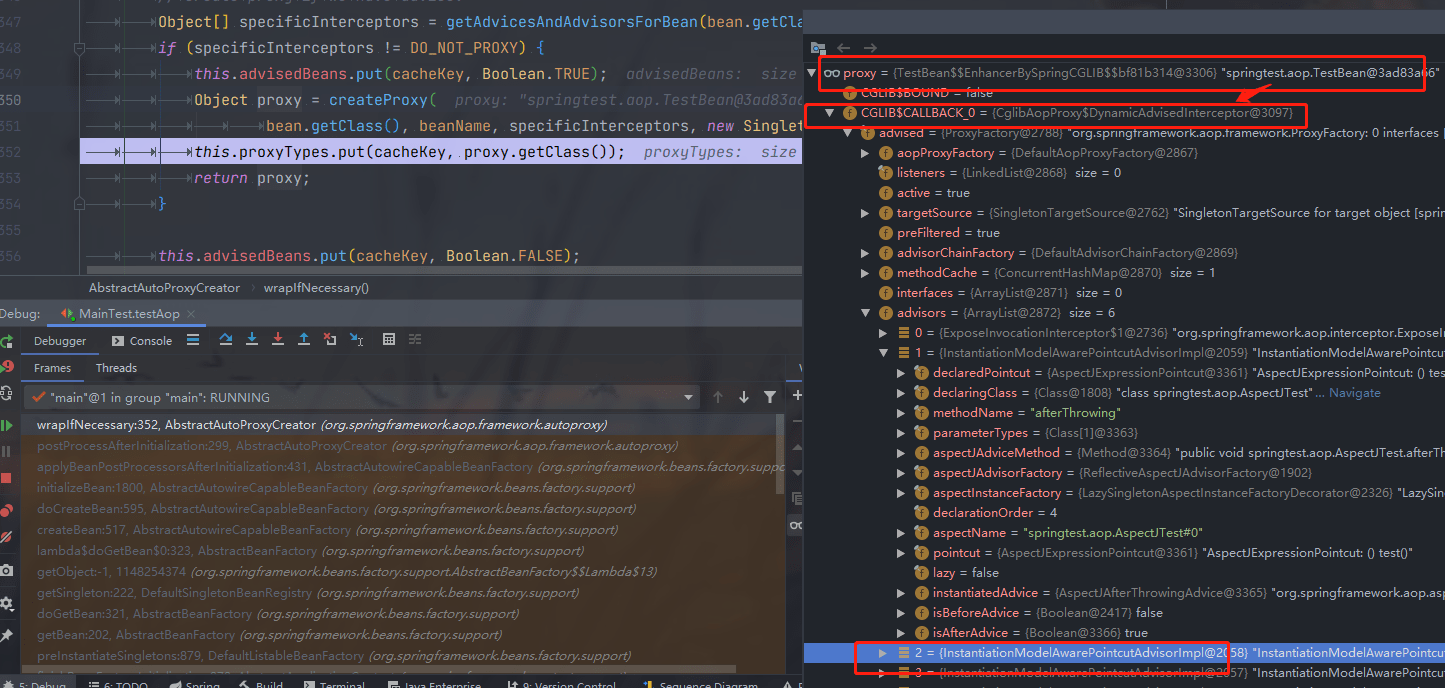 347 Object[] specificInterceptors = getAdvicesAndAdvisorsForBean(bean.getCla
348 if (specificInterceptors != DO_NOT_PROXY) {
349 this.advisedBeans.put(cacheKey, Boolean.TRUE); advisedBeans: size
350 Object proxy = createProxy( proxy: "springtest.aop.TestBean@3ad83a
351 bean.getClass(), beanName, specificInterceptors, new Singlet
352 this.proxyTypes.put(cacheKey, proxy.getClass()); proxyTypes: size
353 return proxy;
354 }
355
356 this.advisedBeans.put(cacheKey, Boolean.FALSE);
AbstractAutoProxyCreator › wrapIfNecessary()
Debug: MainTest.testAop ×
Debugger Console
Frames Threads
"main"@1 in group "main": RUNNING
wrapIfNecessary:352, AbstractAutoProxyCreator (org.springframework.aop.framework.autoproxy)
postProcessAfterInitialization:299, AbstractAutoProxyCreator (org.springframework.aop.framework.autoproxy)
applyBeanPostProcessorsAfterInitialization:431, AbstractAutowireCapableBeanFactory (org.springframework.beans.factory.suppo
initializeBean:1800, AbstractAutowireCapableBeanFactory (org.springframework.beans.factory.support)
doCreateBean:595, AbstractAutowireCapableBeanFactory (org.springframework.beans.factory.support)
createBean:517, AbstractAutowireCapableBeanFactory (org.springframework.beans.factory.support)
lambda$doGetBean$0:323, AbstractBeanFactory (org.springframework.beans.factory.support)
getObject:-1, 1148254374 (org.springframework.beans.factory.support.AbstractBeanFactory$$Lambda$13)
getSingleton:222, DefaultSingletonBeanRegistry (org.springframework.beans.factory.support)
doGetBean:321, AbstractBeanFactory (org.springframework.beans.factory.support)
getBean:202, AbstractBeanFactory (org.springframework.beans.factory.support)
preInstantiateSingletons:879, DefaultListableBeanFactory (org.springframework.beans.factory.support)
5: Debug 6: TODO Spring Build Terminal Java Enterprise 9: Version Control Sequence Diagram
proxy = {TestBean$$EnhancerBySpringCGLIB$$bf81b314@3306} "springtest.aop.TestBean@3ad83a66"
CGLIB$BOUND = false
CGLIB$CALLBACK_0 = {CglibAopProxy$DynamicAdvisedInterceptor@3097}
advised = {ProxyFactory@2788} "org.springframework.aop.framework.ProxyFactory: 0 interfaces [
aopProxyFactory = {DefaultAopProxyFactory@2867}
listeners = {LinkedList@2868} size = 0
active = true
targetSource = {SingletonTargetSource@2762} "SingletonTargetSource for target object [spring
preFiltered = true
advisorChainFactory = {DefaultAdvisorChainFactory@2869}
methodCache = {ConcurrentHashMap@2870} size = 1
interfaces = {ArrayList@2871} size = 0
advisors = {ArrayList@2872} size = 6
0 = {ExposeInvocationInterceptor$1@2736} "org.springframework.aop.interceptor.ExposeIn
1 = {InstantiationModelAwarePointcutAdvisorImpl@2059} "InstantiationModelAwarePointcu
declaredPointcut = {AspectJExpressionPointcut@3361} "AspectJExpressionPointcut: () tes
declaringClass = {Class@1808} "class springtest.aop.AspectJTest" ... Navigate
methodName = "afterThrowing"
parameterTypes = {Class[1]@3363}
aspectJAdviceMethod = {Method@3364} "public void springtest.aop.AspectJTest.afterTh
aspectJAdvisorFactory = {ReflectiveAspectJAdvisorFactory@1902}
aspectInstanceFactory = {LazySingletonAspectInstanceFactoryDecorator@2326} "LazySin
declarationOrder = 4
aspectName = "springtest.aop.AspectJTest#0"
pointcut = {AspectJExpressionPointcut@3361} "AspectJExpressionPointcut: () test()"
lazy = false
instantiatedAdvice = {AspectJAfterThrowingAdvice@3365} "org.springframework.aop.asp
isBeforeAdvice = {Boolean@2417} false
isAfterAdvice = {Boolean@3366} true
2 = {InstantiationModelAwarePointcutAdvisorImpl@2058} "InstantiationModelAwarePointcu
3 = {InstantiationModelAwarePointcutAdvisorImpl@2057} "InstantiationModelAwarePointcu